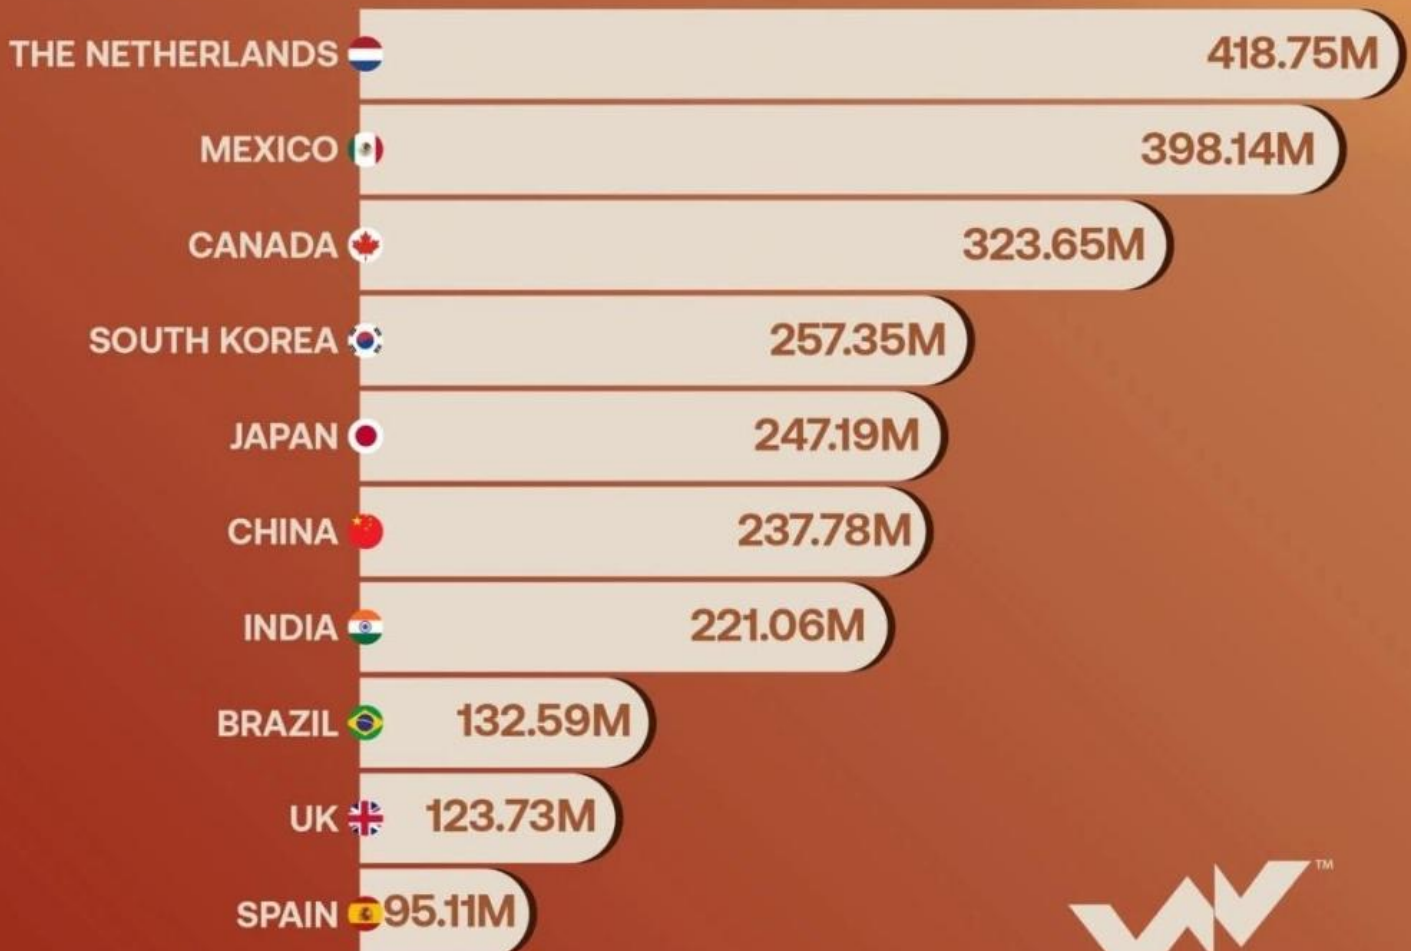 THE NETHERLANDS 418.75M
MEXICO 398.14M
CANADA 323.65M
SOUTH KOREA 257.35M
JAPAN 247.19M
CHINA 237.78M
INDIA 221.06M
BRAZIL 132.59M
UK 123.73M
SPAIN 95.11M
TM